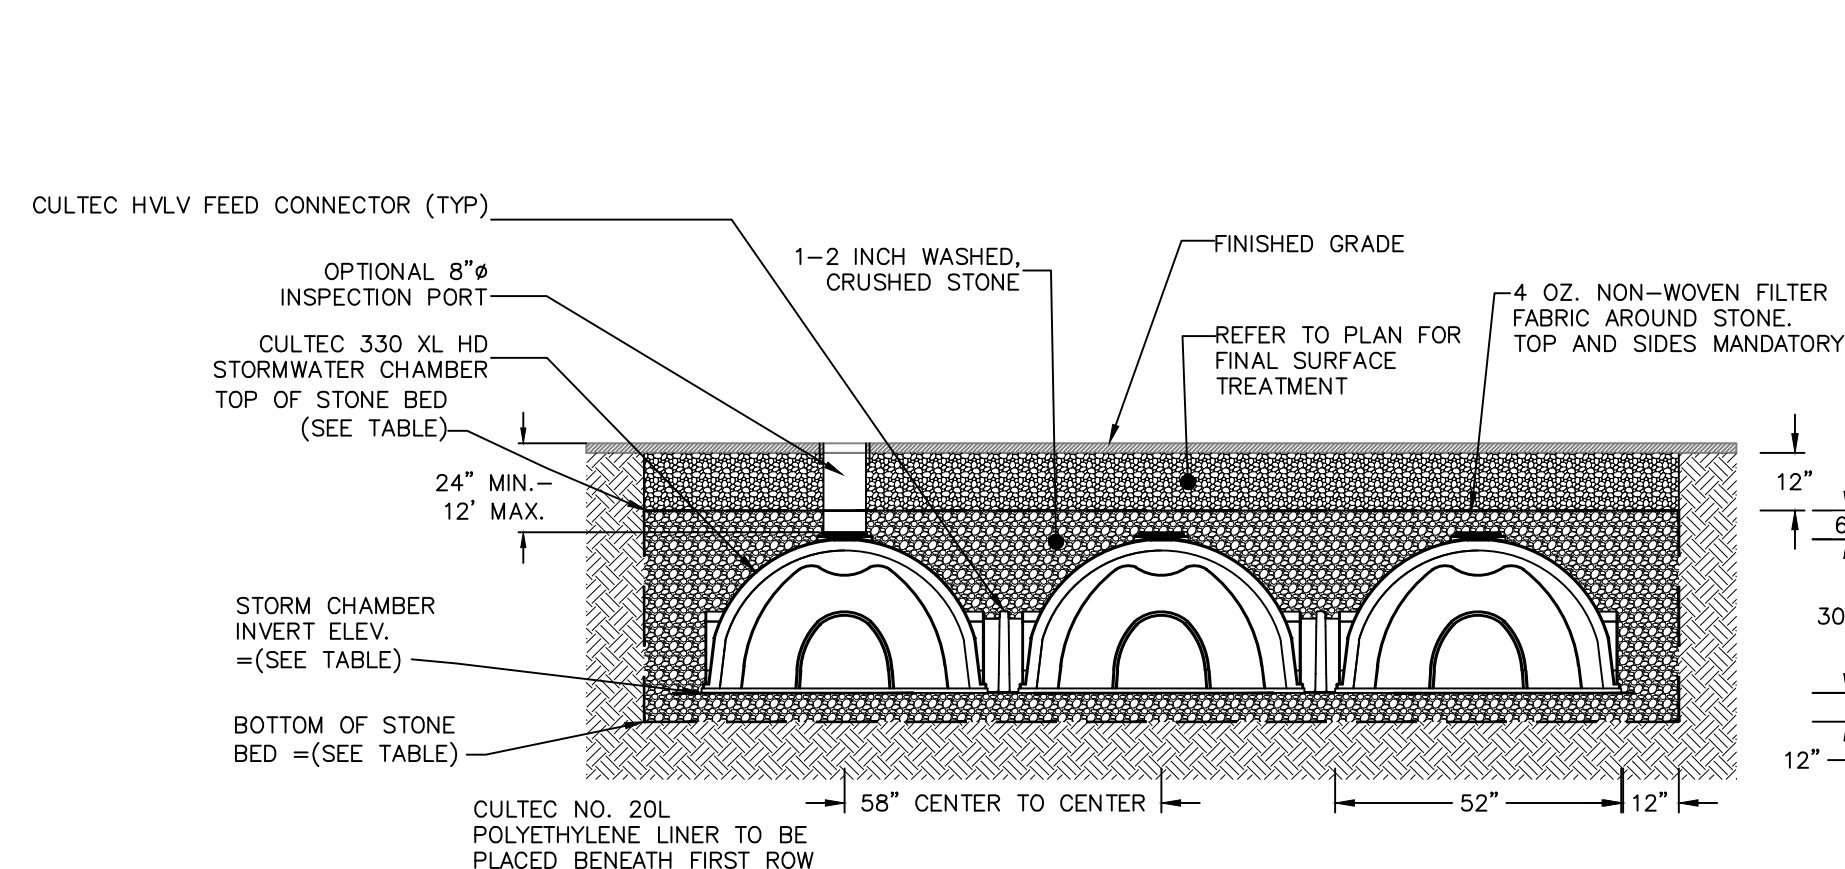 CULTEC HVLV FEED CONNECTOR (TYP)
OPTIONAL 8”ø
INSPECTION PORT
CULTEC 330 XL HD
STORMWATER CHAMBER
TOP OF STONE BED
(SEE TABLE)
24” MIN.–
12’ MAX.
STORM CHAMBER
INVERT ELEV.
=(SEE TABLE)
BOTTOM OF STONE
BED =(SEE TABLE)
CULTEC NO. 20L
POLYETHYLENE LINER TO BE
PLACED BENEATH FIRST ROW
1–2 INCH WASHED,
CRUSHED STONE
FINISHED GRADE
REFER TO PLAN FOR
FINAL SURFACE
TREATMENT
4 OZ. NON–WOVEN FILTER
FABRIC AROUND STONE.
TOP AND SIDES MANDATORY
12”
6
30
12”
58” CENTER TO CENTER
52”
12”